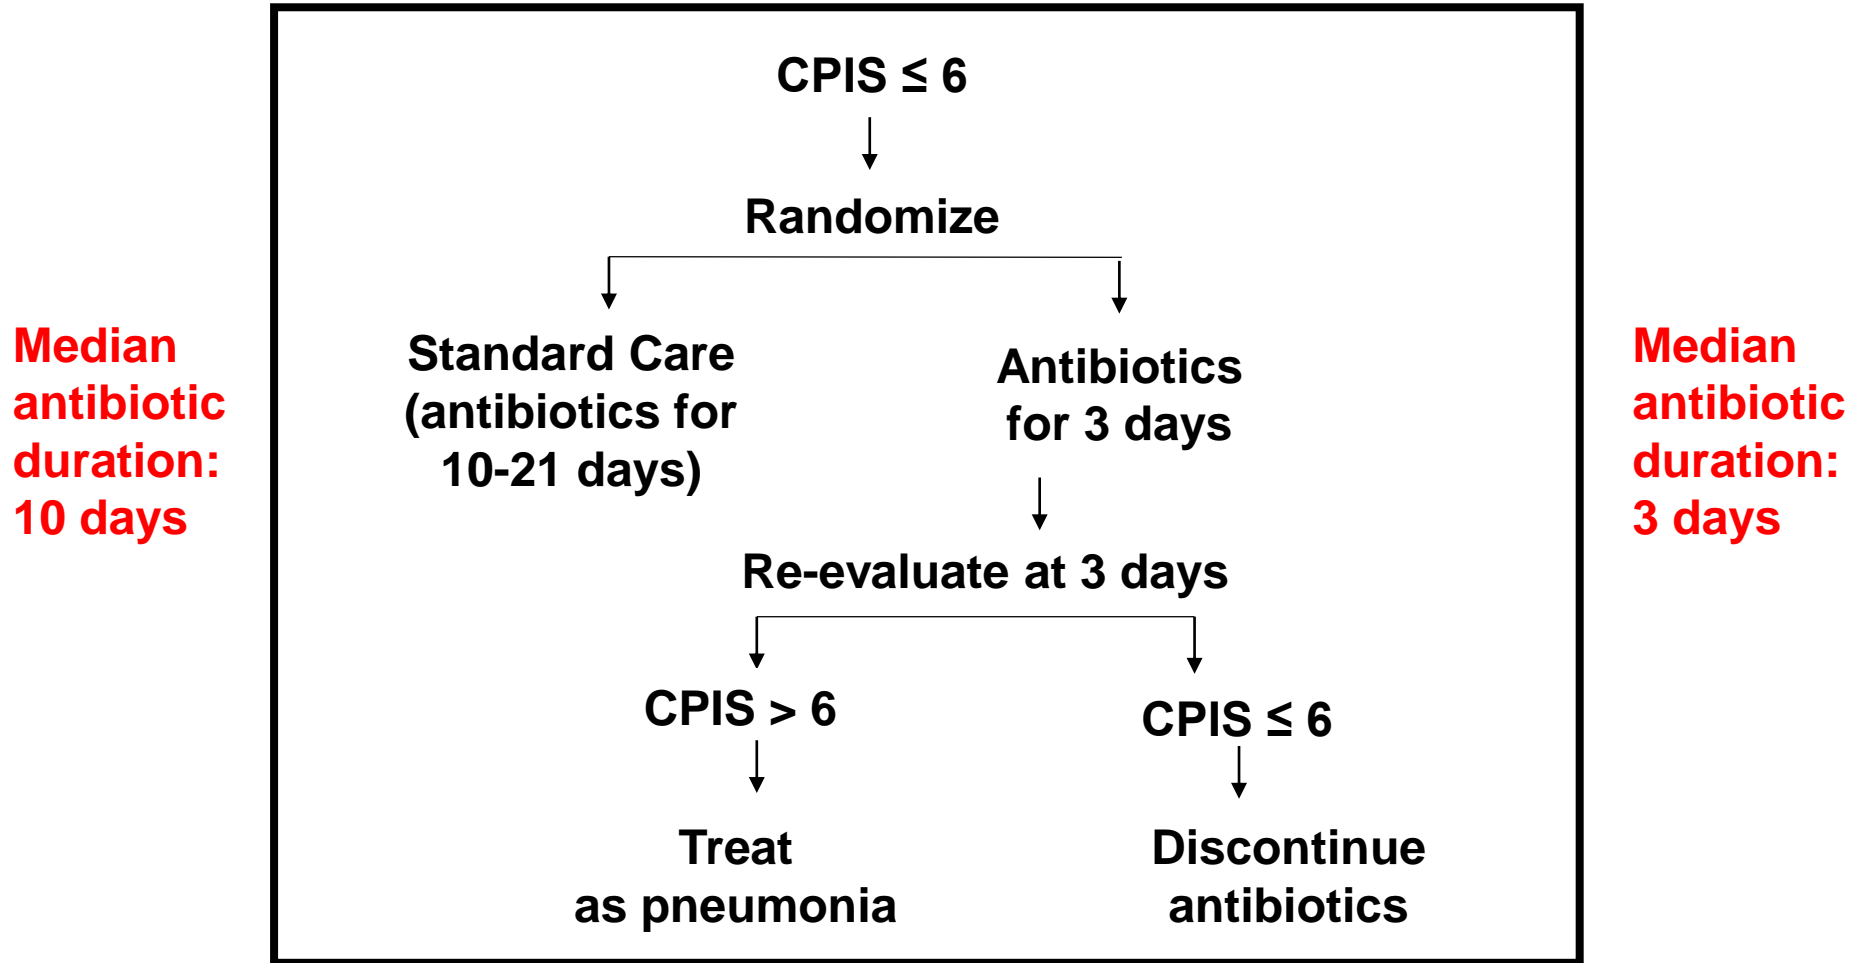 CPIS ≤ 6
Randomize
Median
antibiotic
duration:
10 days
Standard Care
(antibiotics for
10-21 days)
Antibiotics
for 3 days
Median
antibiotic
duration:
3 days
Re-evaluate at 3 days
CPIS > 6
CPIS ≤ 6
Treat
as pneumonia
Discontinue
antibiotics